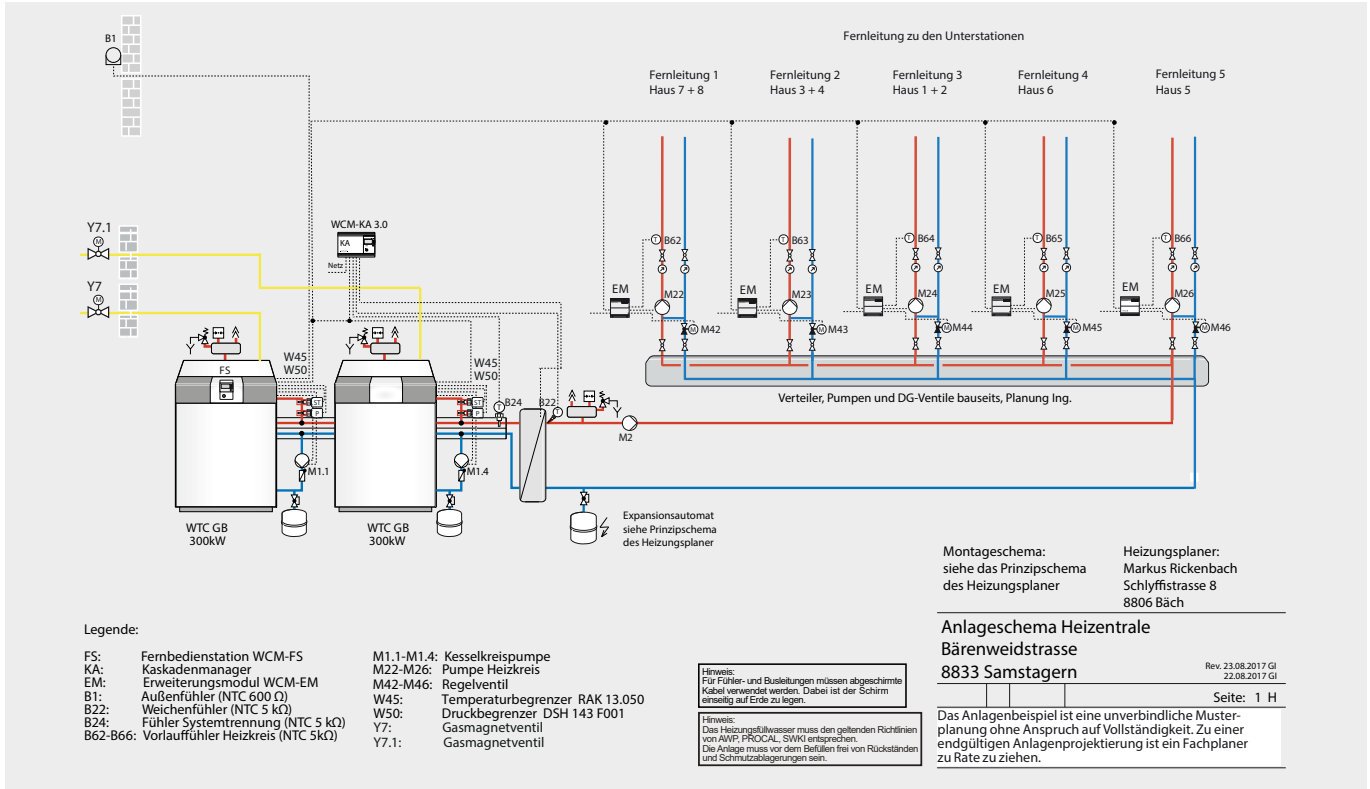 B1
Fernleitung zu den Unterstationen
Fernleitung 1
Haus 7 + 8
Fernleitung 2
Haus 3 + 4
Fernleitung 3
Haus 1 + 2
Fernleitung 4
Haus 6
Fernleitung 5
Haus 5
Y7.1
M
Y7
M
WCM-KA 3.0
KA
Netz
T
B62
T
B63
T
B64
T
B65
T
B66
EM
M22
EM
M23
EM
M24
EM
M25
EM
M26
M
M42
M
M43
M
M44
M
M45
M
M46
FS
W45
W50
W45
W50
ST
P
ST
P
T
B24
B22
T
M2
M1.1
M1.4
Verteiler, Pumpen und DG-Ventile bauseits, Planung Ing.
WTC GB
300kW
WTC GB
300kW
Expansionsautomat
siehe Prinzipschema
des Heizungsplaner
Montageschema:
siehe das Prinzipschema
des Heizungsplaner
Heizungsplaner:
Markus Rickenbach
Schlyffistrasse 8
8806 Bäch
Legende:
FS: Fernbedienstation WCM-FS
KA: Kaskadenmanager
EM: Erweiterungsmodul WCM-EM
B1: Außenfühler (NTC 600 Ω)
B22: Weichenfühler (NTC 5 kΩ)
B24: Fühler Systemtrennung (NTC 5 kΩ)
B62-B66: Vorlauffühler Heizkreis (NTC 5kΩ)
M1.1-M1.4: Kesselkreispumpe
M22-M26: Pumpe Heizkreis
M42-M46: Regelventil
W45: Temperaturbegrenzer RAK 13.050
W50: Druckbegrenzer DSH 143 F001
Y7: Gasmagnetventil
Y7.1: Gasmagnetventil
Hinweis:
Für Fühler- und Busleitungen müssen abgeschirmte
Kabel verwendet werden. Dabei ist der Schirm
einseitig auf Erde zu legen.
Hinweis:
Das Heizungsfüllwasser muss den geltenden Richtlinien
von AWP, PROCAL, SWKI entsprechen.
Die Anlage muss vor dem Befüllen frei von Rückständen
und Schmutzablagerungen sein.
Anlageschema Heizentrale
Bärenweidstrasse
8833 Samstagern
Rev. 23.08.2017 GI
22.08.2017 GI
Seite: 1 H
Das Anlagenbeispiel ist eine unverbindliche Muster-
planung ohne Anspruch auf Vollständigkeit. Zu einer
endgültigen Anlagenprojektierung ist ein Fachplaner
zu Rate zu ziehen.